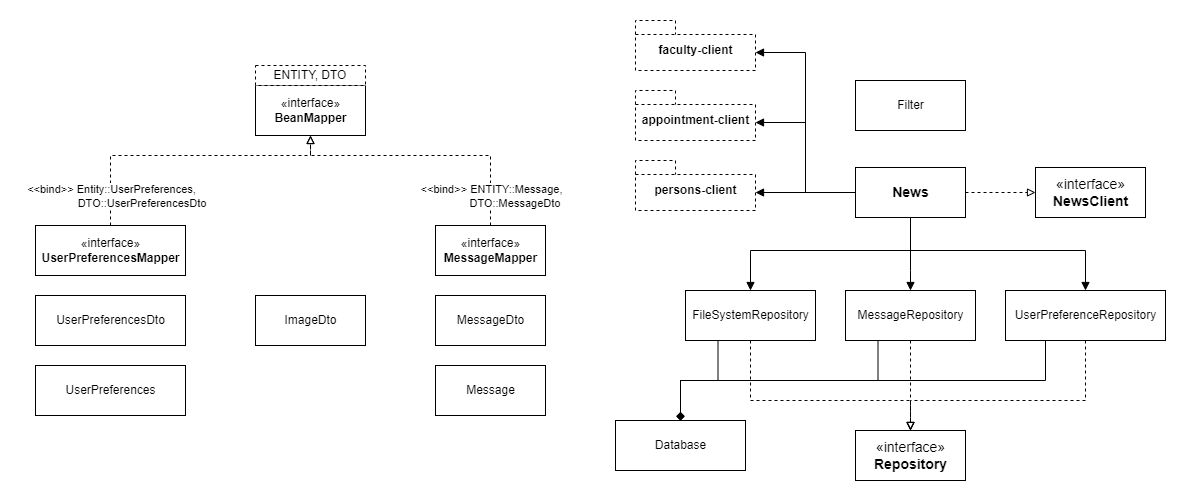 ENTITY, DTO
«interface»
BeanMapper
<<bind>> Entity::UserPreferences,
DTO::UserPreferencesDto
<<bind>> ENTITY::Message,
DTO::MessageDto
«interface»
UserPreferencesMapper
«interface»
MessageMapper
UserPreferencesDto
ImageDto
MessageDto
UserPreferences
Message
faculty-client
appointment-client
persons-client
Filter
News
«interface»
NewsClient
FileSystemRepository
MessageRepository
UserPreferenceRepository
Database
«interface»
Repository